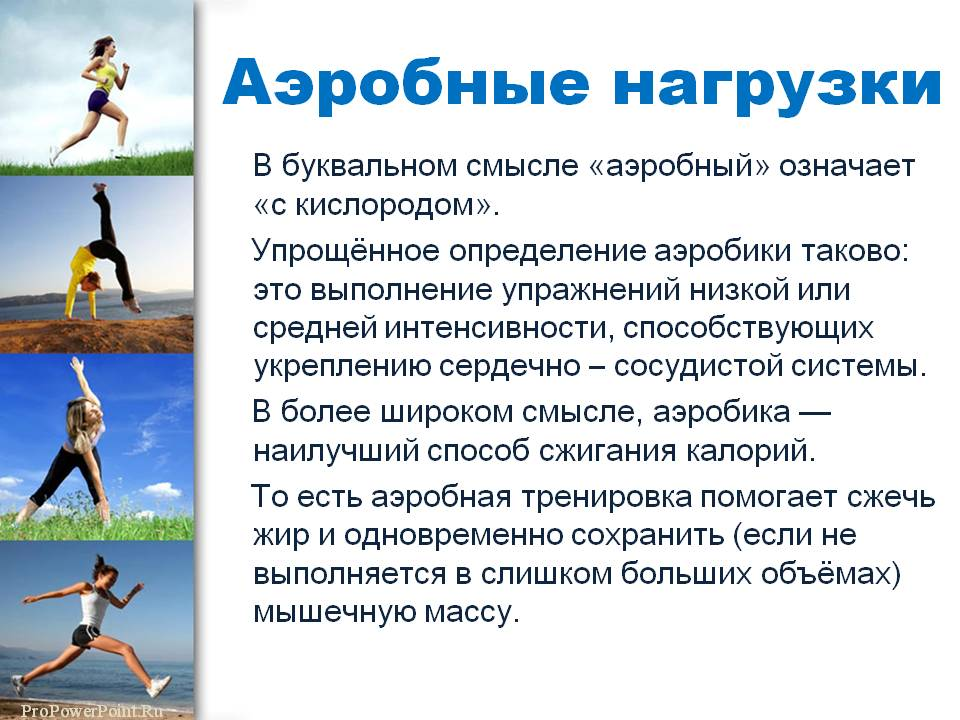 Аэробные нагрузки
В буквальном смысле «аэробный» означает
«с кислородом».
Упрощённое определение аэробики таково:
это выполнение упражнений низкой или
средней интенсивности, способствующих
укреплению сердечно – сосудистой системы.
В более широком смысле, аэробика —
наилучший способ сжигания калорий.
То есть аэробная тренировка помогает сжечь
жир и одновременно сохранить (если не
выполняется в слишком больших объёмах)
мышечную массу.
ProPowerPoint.Ru